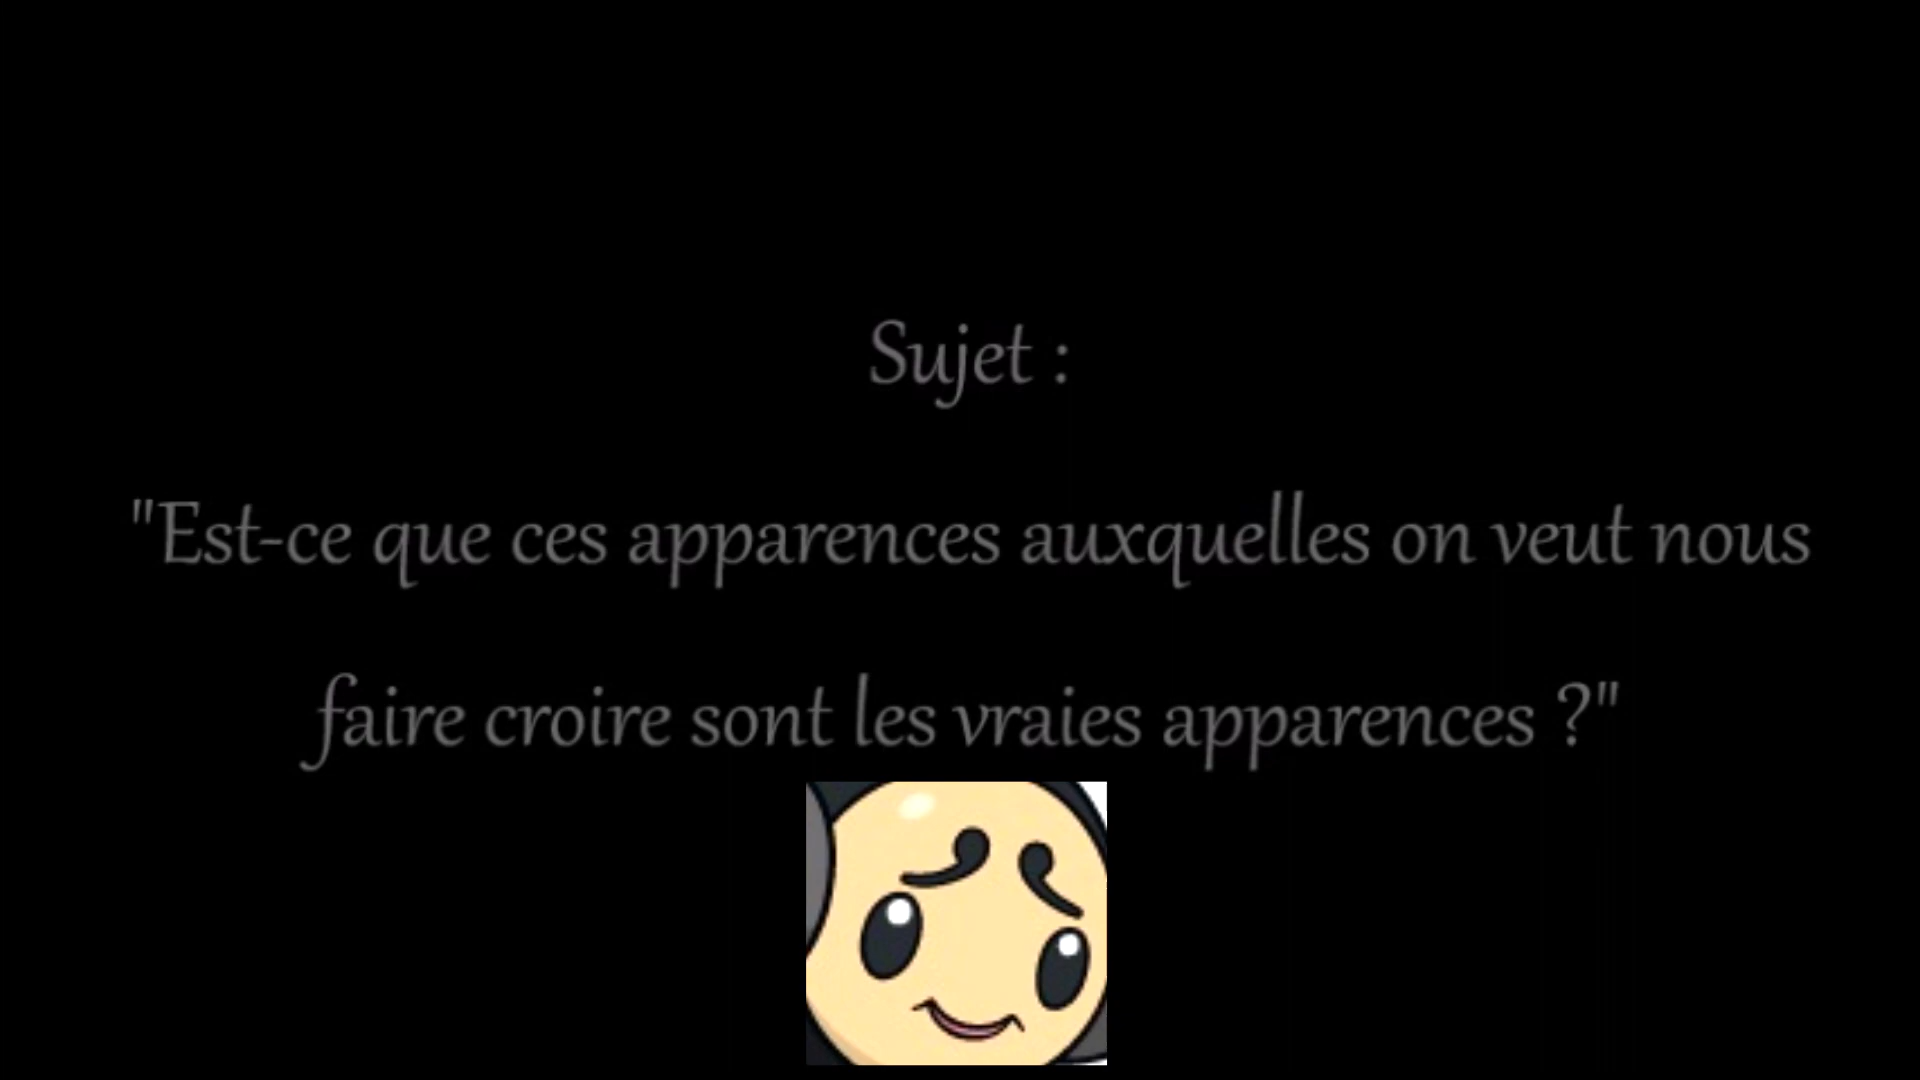 Sujet :
"Est-ce que ces apparences auxquelles on veut nous
faire croire sont les vraies apparences ?"